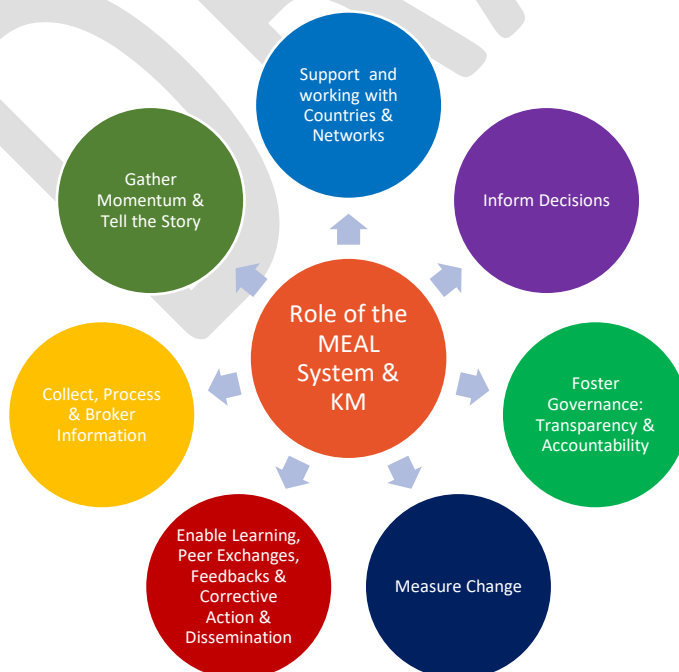 Support  and
working with
Countries &
Networks
Inform Decisions
Foster
Governance:
Transparency &
Accountability
Measure Change
Enable Learning,
Peer Exchanges,
Feedbacks &
Corrective
Action &
Dissemination
Collect, Process
& Broker
Information
Gather
Momentum &
Tell the Story
Role of the
MEAL
System &
KM